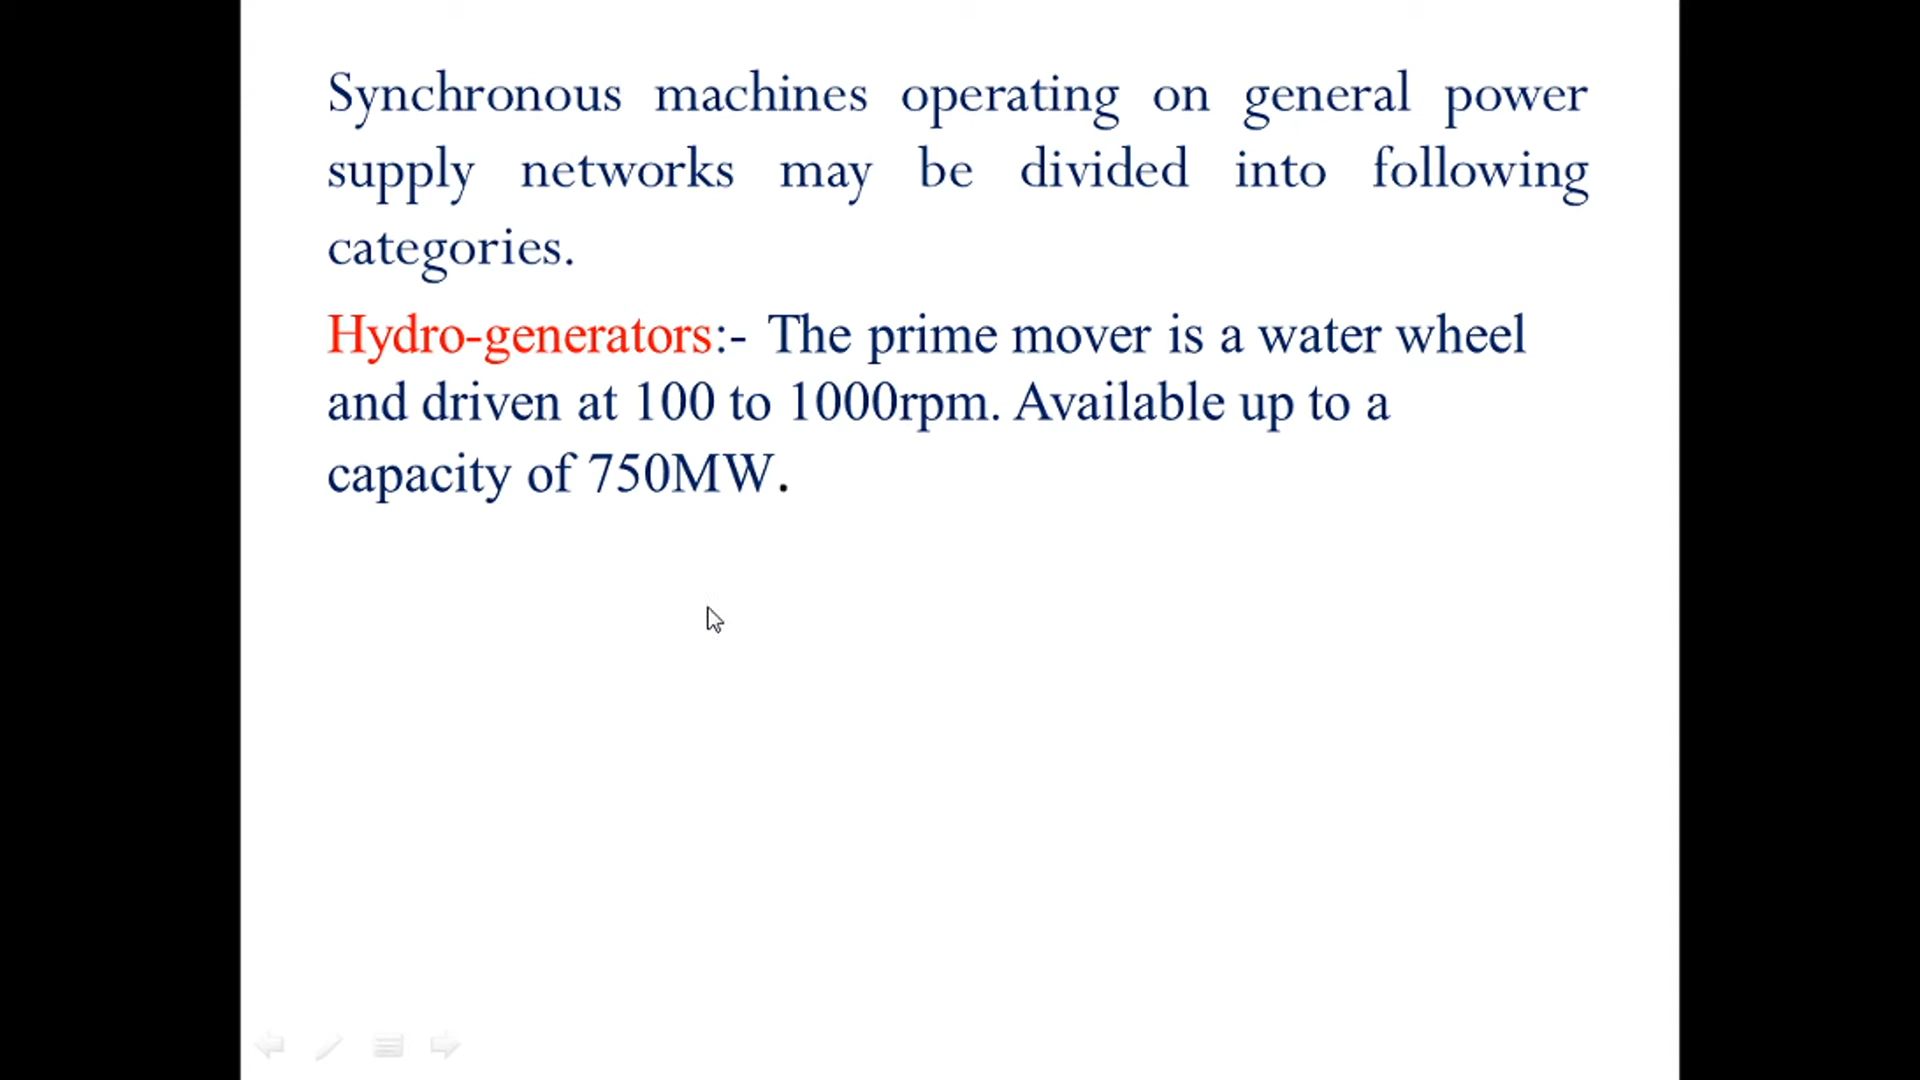 Synchronous machines operating on general power
supply networks may be divided into following
categories.
Hydro-generators:- The prime mover is a water wheel
and driven at 100 to 1000rpm. Available up to a
capacity of 750MW.